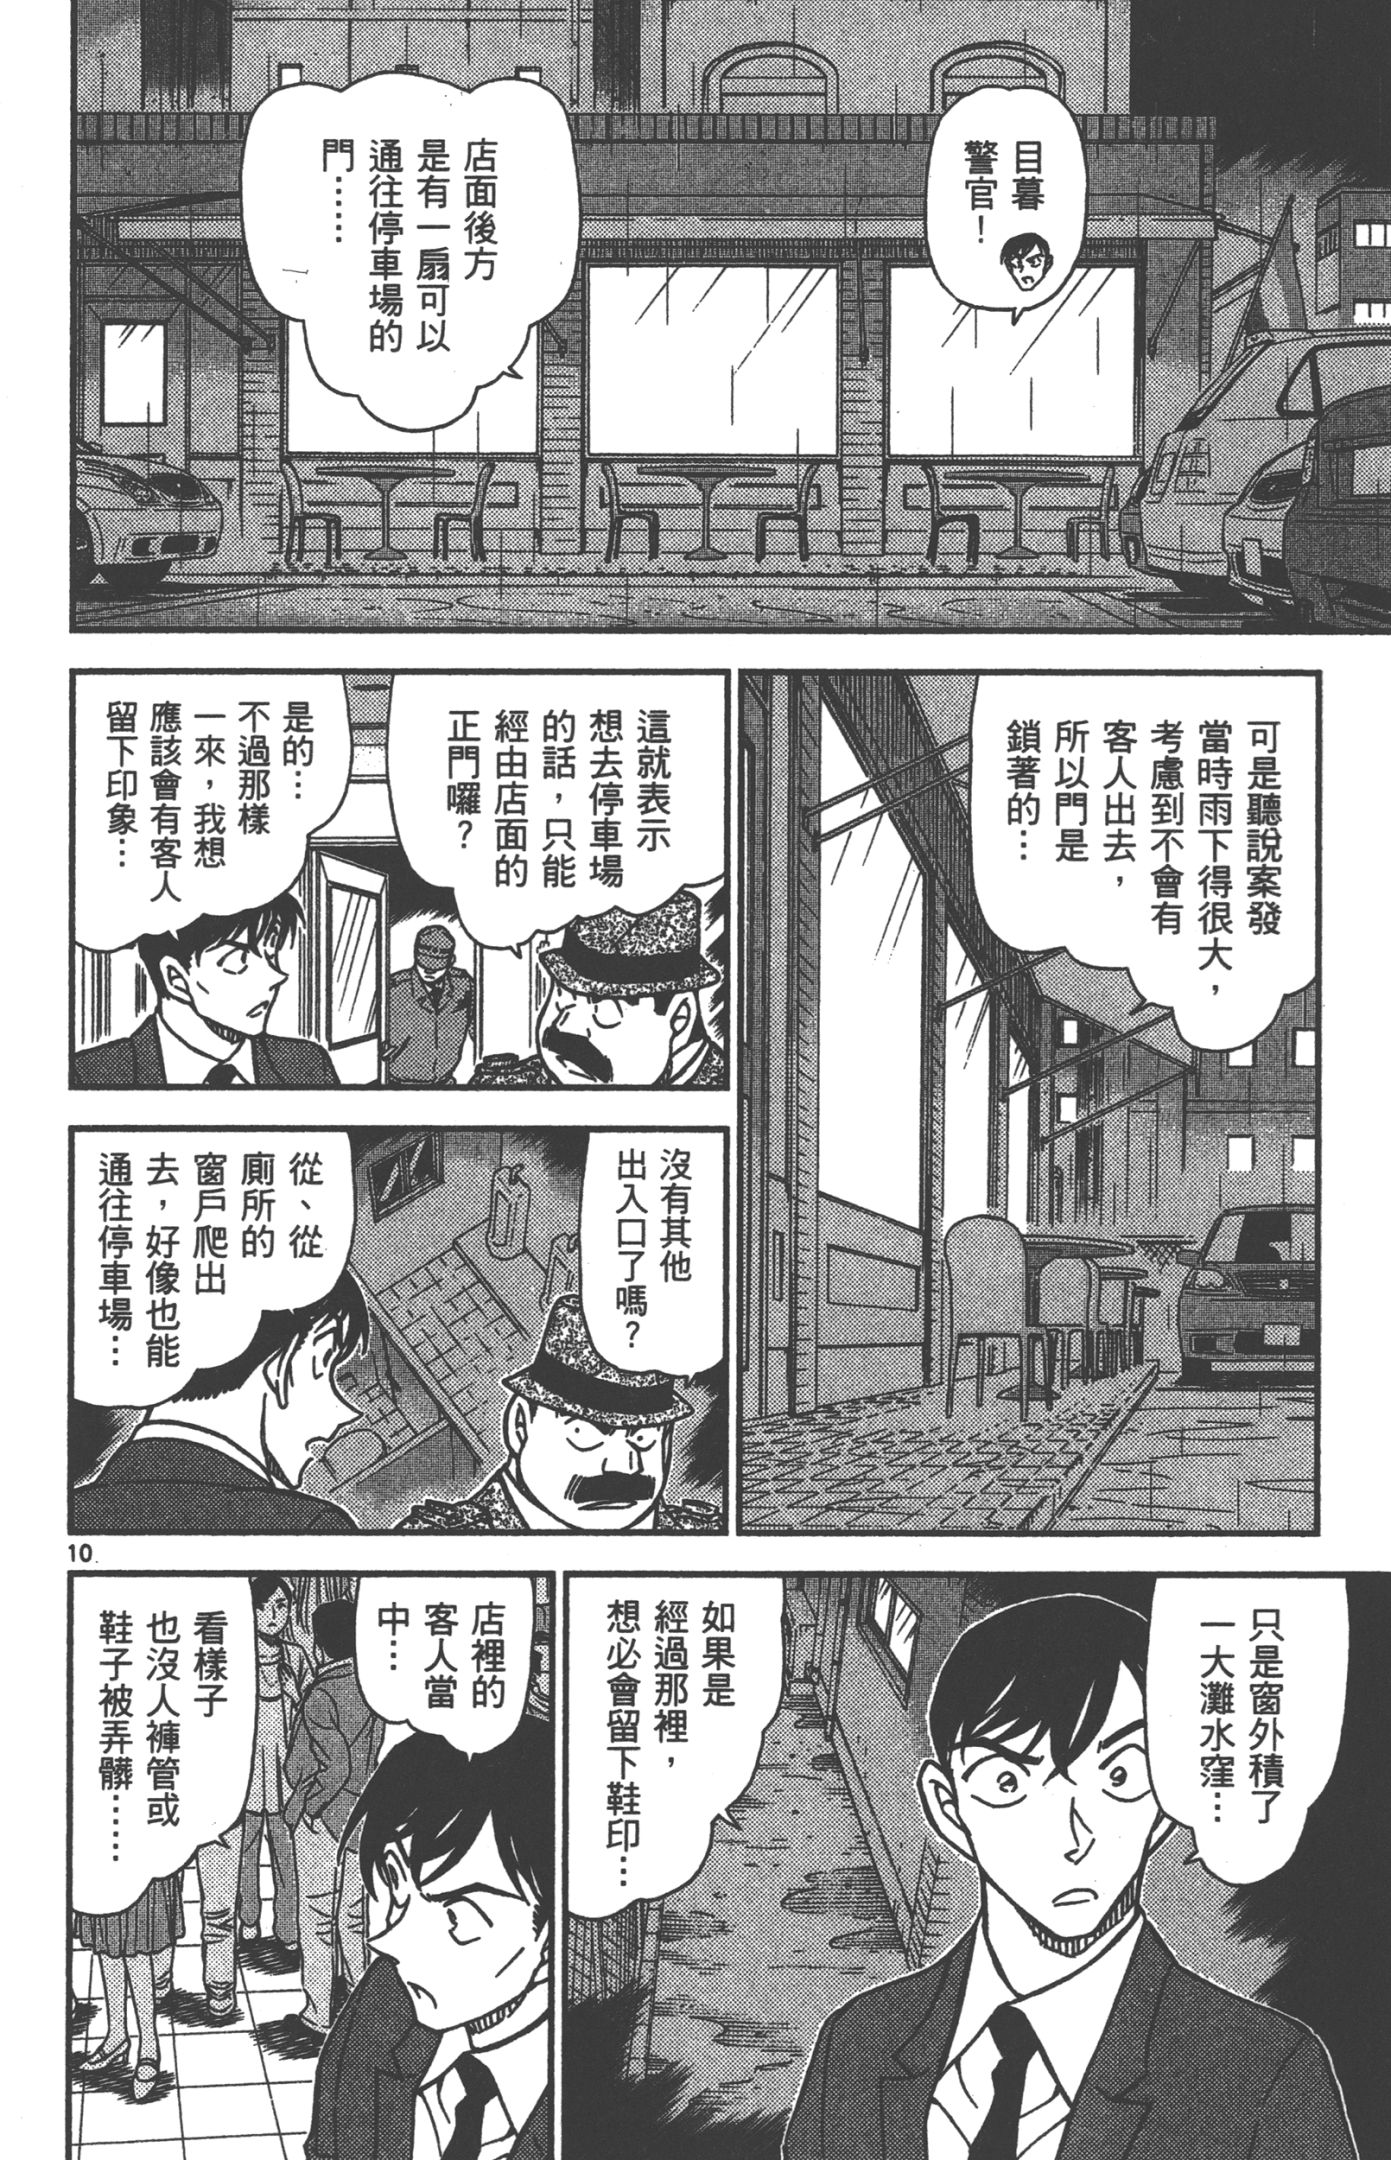 目暮
警官！
店面後方
是有一扇可以
通往停車場的
門……
可是聽說案發
當時雨下得很大，
考慮到不會有
客人出去，
所以門是
鎖著的…
這就表示
想去停車場
的話，只能
經由店面的
正門囉？
是的…
不過那樣
一來，我想
應該會有客人
留下印象…
沒有其他
出入口了嗎？
從、從
廁所的
窗戶爬出
去，好像也能
通往停車場…
只是窗外積了
一大灘水窪…
如果是
經過那裡，
想必會留下鞋印…
店裡的
客人當
中…
看樣子
也沒人褲管或
鞋子被弄髒……
10